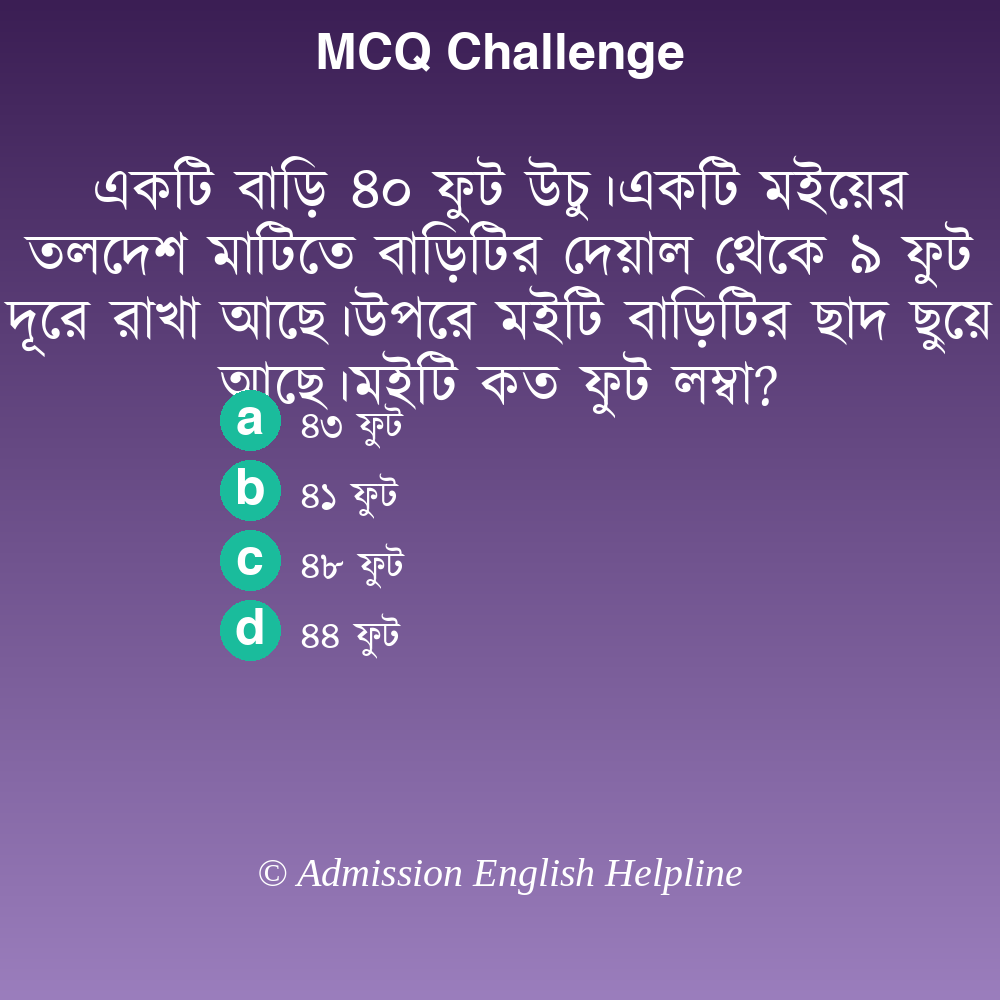 MCQ Challenge
একটি বাড়ি ৪০ ফুট উচু।একটি মইয়ের
তলদেশ মাটিতে বাড়িটির দেয়াল থেকে ৯ ফুট
দূরে রাখা আছে।উপরে মইটি বাড়িটির ছাদ ছুয়ে
আছে।মইটি কত ফুট লম্বা?
a ৪৩ ফুট
b ৪১ ফুট
c ৪৮ ফুট
d ৪৪ ফুট
© Admission English Helpline